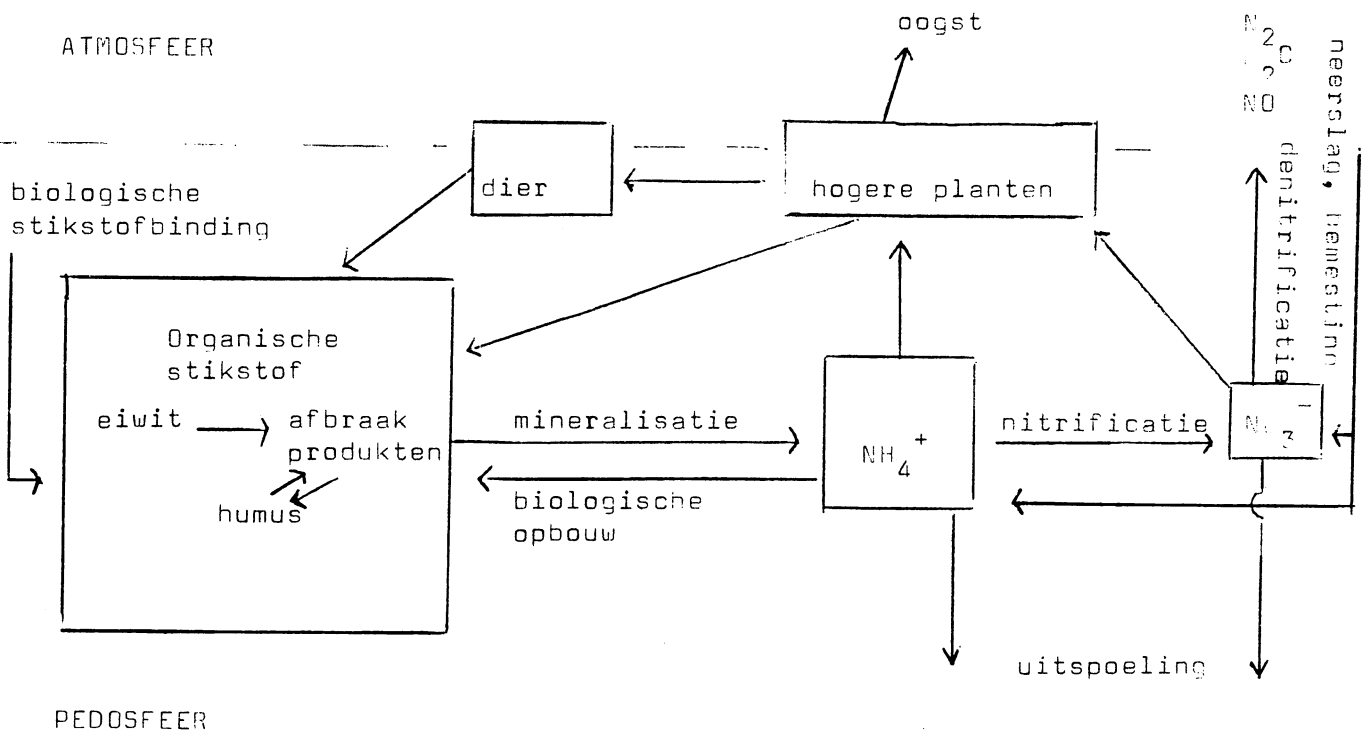 oogst
ATMOSFEER
N2O
NO
neerslag, bemesting
denitrificatie
dier
hogere planten
biologische
stikstofbinding
Organische
stikstof
eiwit
afbraak
produkten
humus
mineralisatie
biologische
opbouw
NH4+
nitrificatie
uitspoeling
PEDOSFEER